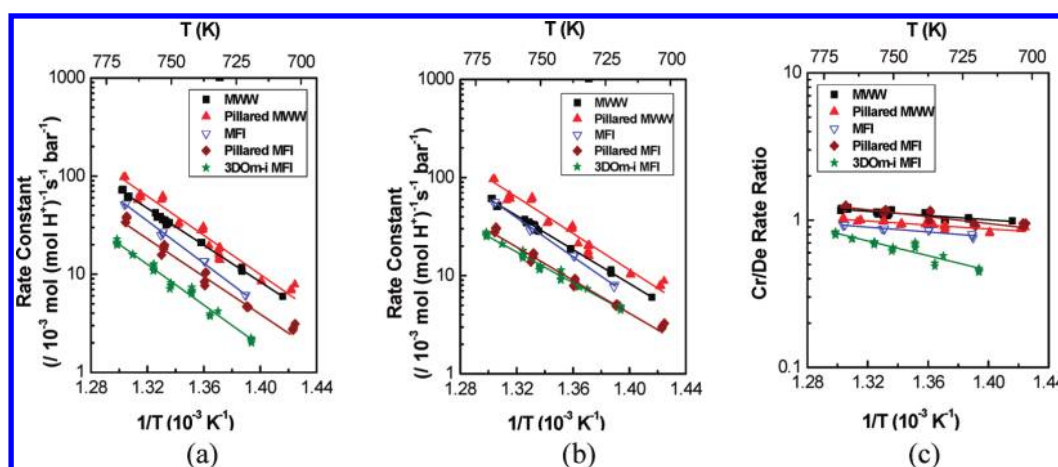 T (K)
775 750 725 700
1000
100
10
1
Rate Constant
(/ 10⁻³ mol (mol H⁺)⁻¹s⁻¹ bar⁻¹)
MWW
Pillared MWW
MFI
Pillared MFI
3DOm-i MFI
1.28 1.32 1.36 1.40 1.44
1/T (10⁻³ K⁻¹)
(a)
T (K)
775 750 725 700
1000
100
10
1
Rate Constant
(/ 10⁻³ mol (mol H⁺)⁻¹s⁻¹ bar⁻¹)
MWW
Pillared MWW
MFI
Pillared MFI
3DOm-i MFI
1.28 1.32 1.36 1.40 1.44
1/T (10⁻³ K⁻¹)
(b)
T (K)
775 750 725 700
10
1
0.1
Cr/De Rate Ratio
MWW
Pillared MWW
MFI
Pillared MFI
3DOm-i MFI
1.28 1.32 1.36 1.40 1.44
1/T (10⁻³ K⁻¹)
(c)